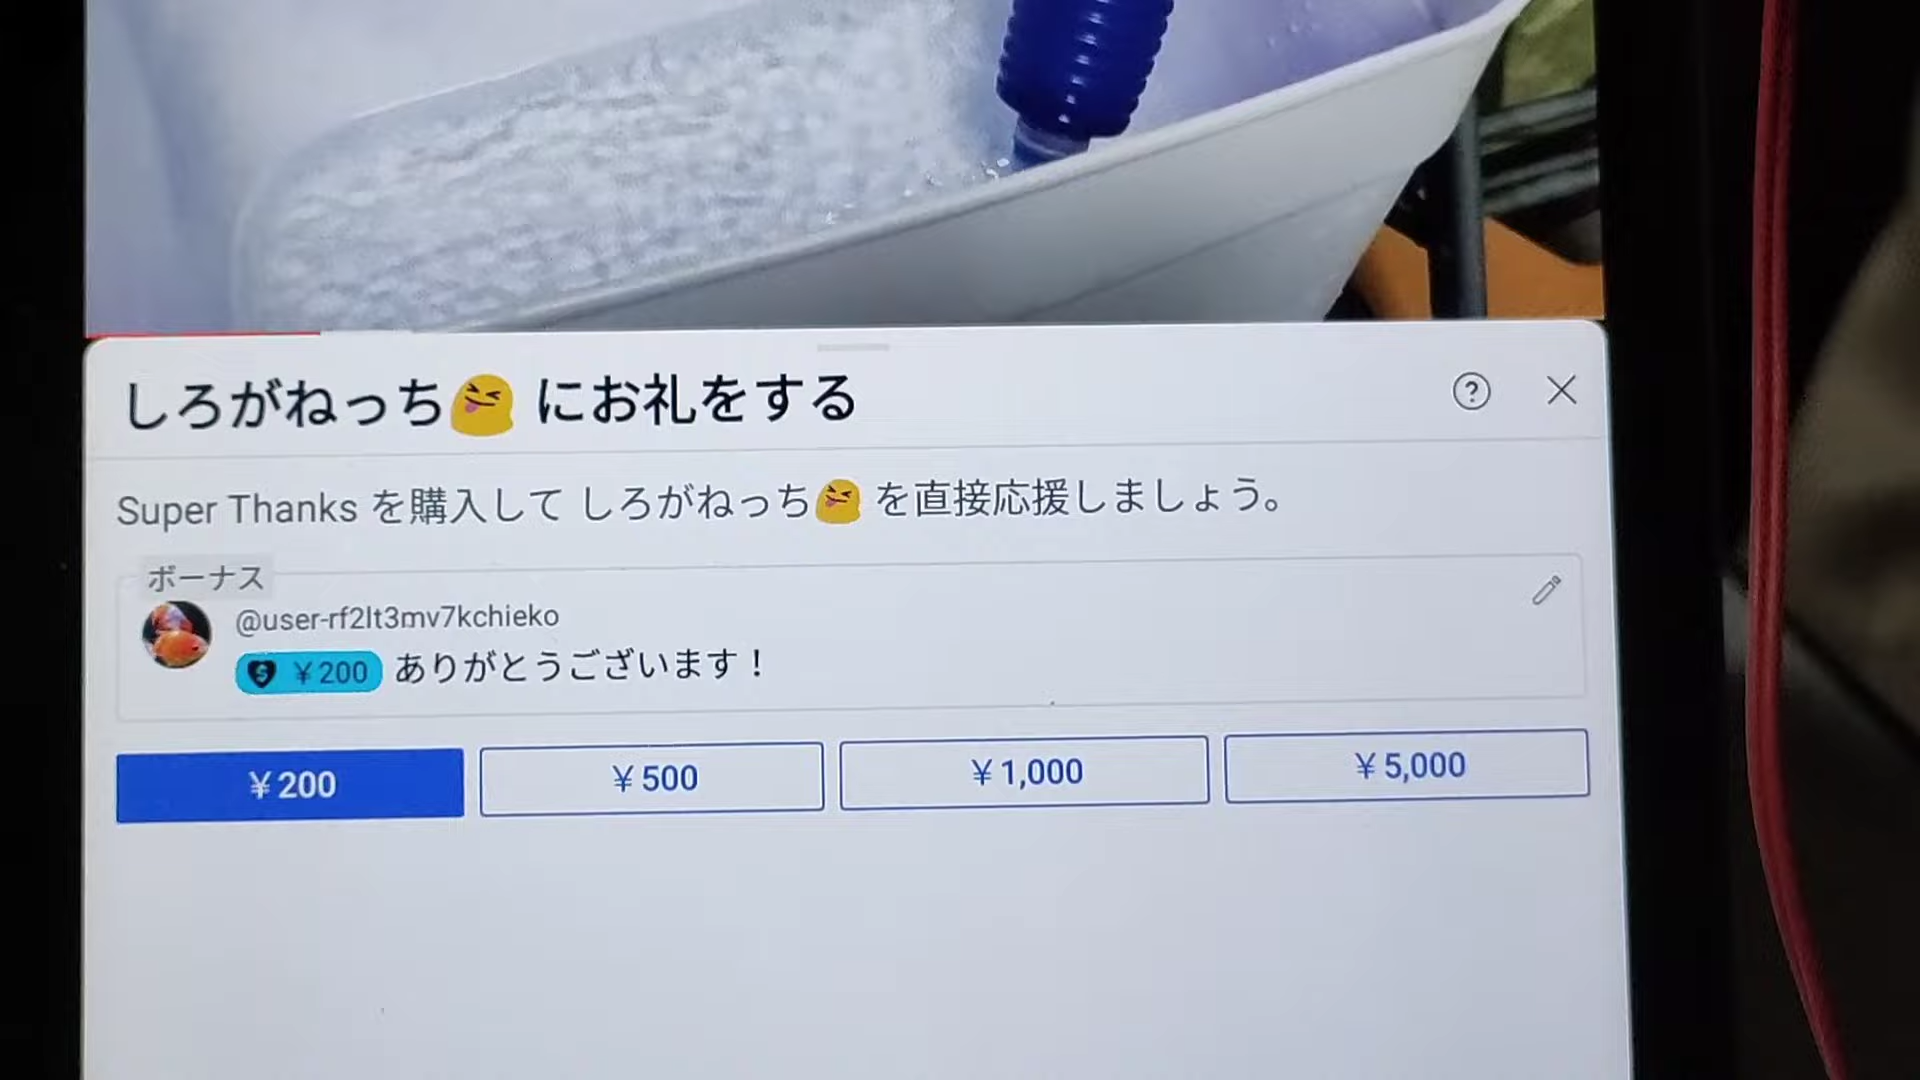 しろがねっち😝 にお礼をする
Super Thanks を購入して しろがねっち😝 を直接応援しましょう。
ボーナス
@user-rf2lt3mv7kchieko
￥200 ありがとうございます！
￥200 ￥500 ￥1,000 ￥5,000